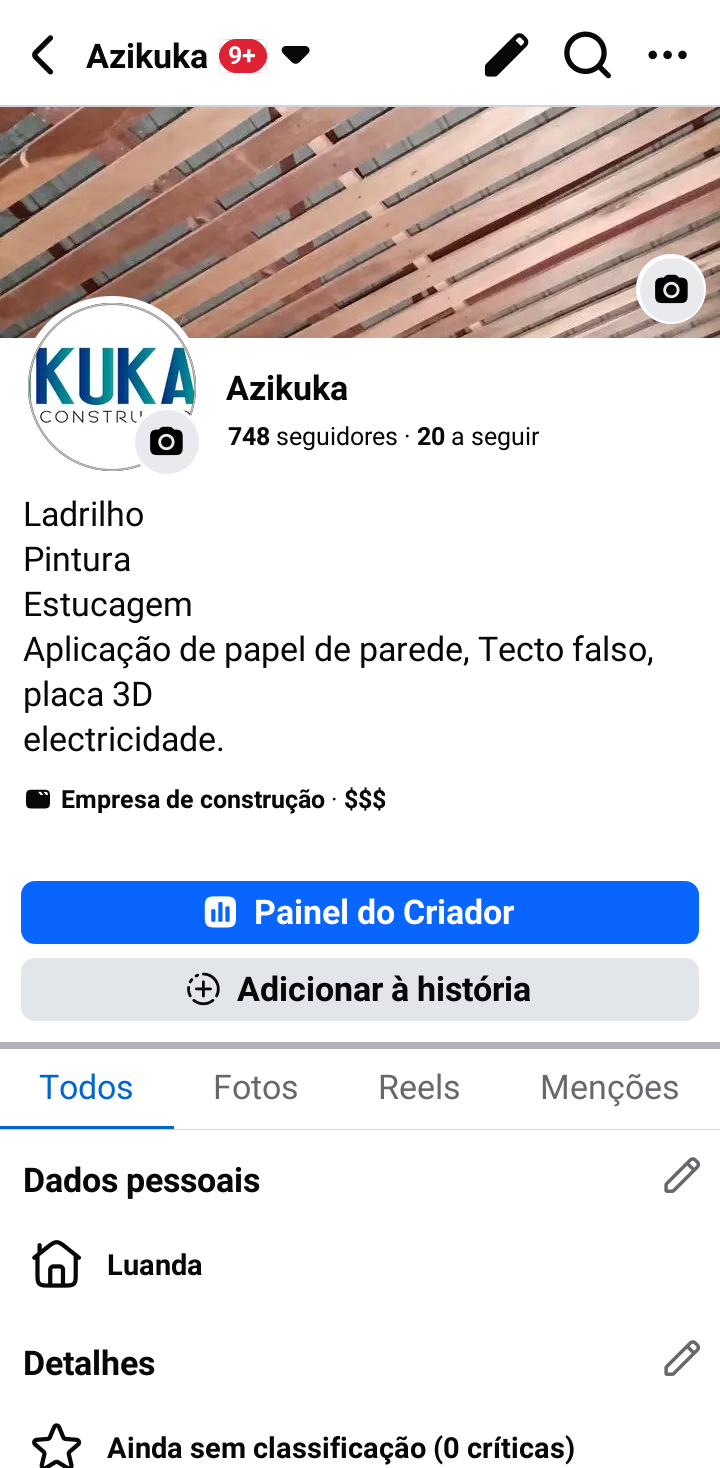 Azikuka 9+
KUKA
CONSTRU
Azikuka
748 seguidores · 20 a seguir
Ladrilho
Pintura
Estucagem
Aplicação de papel de parede, Tecto falso,
placa 3D
electricidade.
Empresa de construção · $$$
Painel do Criador
Adicionar à história
Todos Fotos Reels Menções
Dados pessoais
Luanda
Detalhes
Ainda sem classificação (0 críticas)